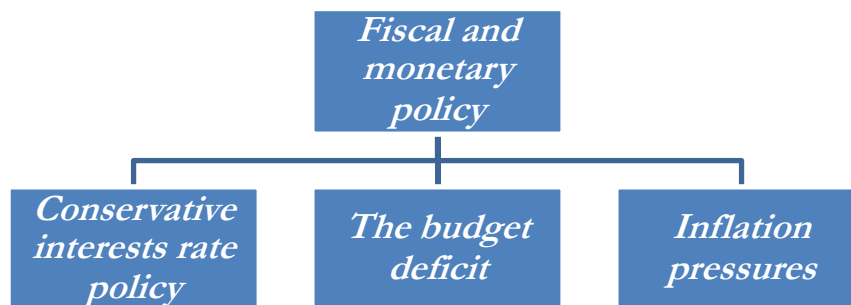 Fiscal and
monetary
policy
Conservative
interests rate
policy
The budget
deficit
Inflation
pressures